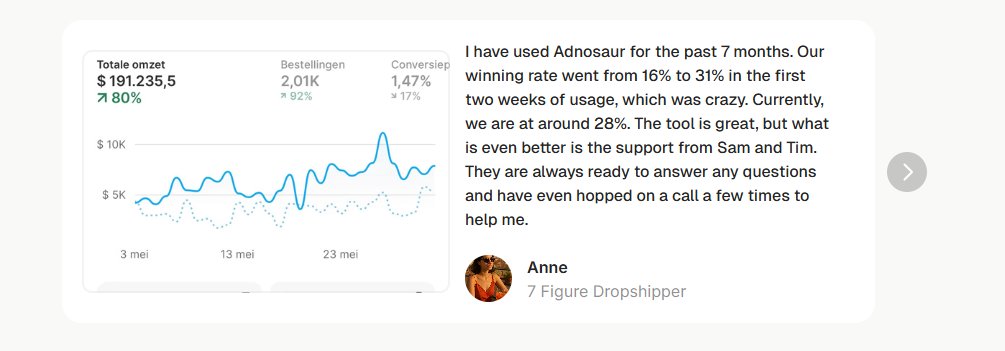 Totale omzet
$ 191.235,5
80%
Bestellingen
2,01K
92%
Conversiep
1,47%
17%
$ 10K
$ 5K
3 mei 13 mei 23 mei
I have used Adnosaur for the past 7 months. Our
winning rate went from 16% to 31% in the first
two weeks of usage, which was crazy. Currently,
we are at around 28%. The tool is great, but what
is even better is the support from Sam and Tim.
They are always ready to answer any questions
and have even hopped on a call a few times to
help me.
Anne
7 Figure Dropshipper